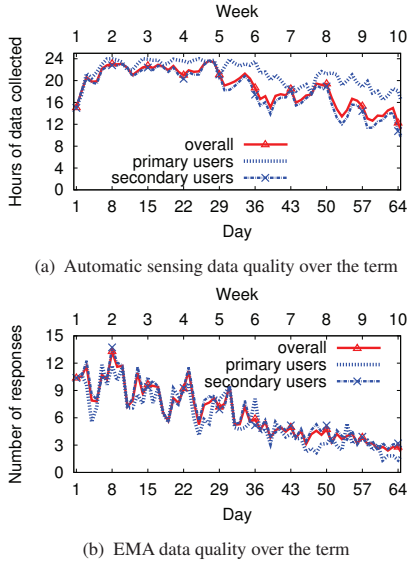 Week
1 2 3 4 5 6 7 8 9 10
Hours of data collected
24
20
16
12
8
4
0
overall
primary users
secondary users
1 8 15 22 29 36 43 50 57 64
Day
(a) Automatic sensing data quality over the term
Week
1 2 3 4 5 6 7 8 9 10
Number of responses
15
12
9
6
3
0
overall
primary users
secondary users
1 8 15 22 29 36 43 50 57 64
Day
(b) EMA data quality over the term